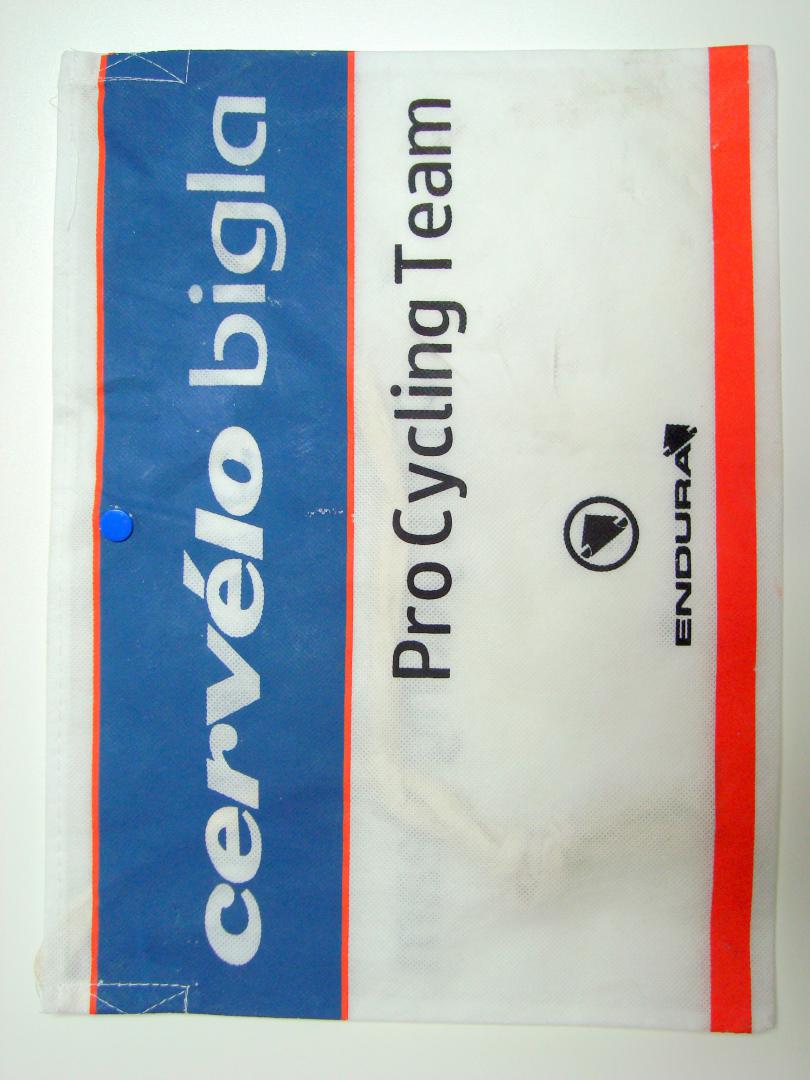 cervélo bigla
Pro Cycling Team
ENDURA